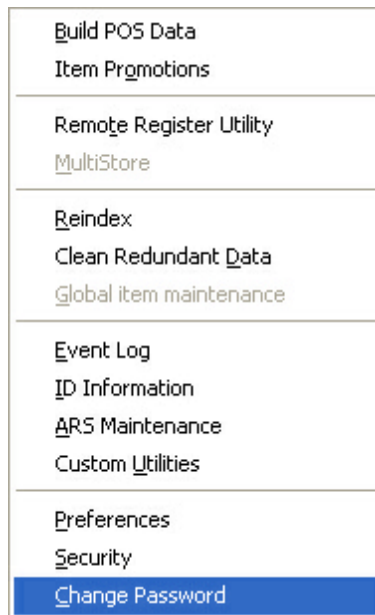 Build POS Data
Item Promotions
Remote Register Utility
MultiStore
Reindex
Clean Redundant Data
Global item maintenance
Event Log
ID Information
ARS Maintenance
Custom Utilities
Preferences
Security
Change Password